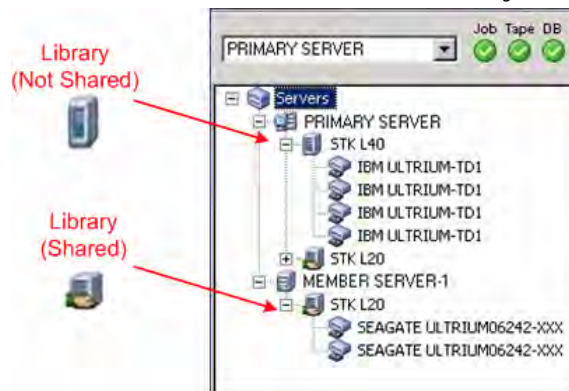 Job Tape DB
PRIMARY SERVER
Library
(Not Shared)
Servers
PRIMARY SERVER
STK L40
IBM ULTRIUM-TD1
IBM ULTRIUM-TD1
IBM ULTRIUM-TD1
IBM ULTRIUM-TD1
Library
(Shared)
STK L20
MEMBER SERVER-1
STK L20
SEAGATE ULTRIUM06242-XXX
SEAGATE ULTRIUM06242-XXX